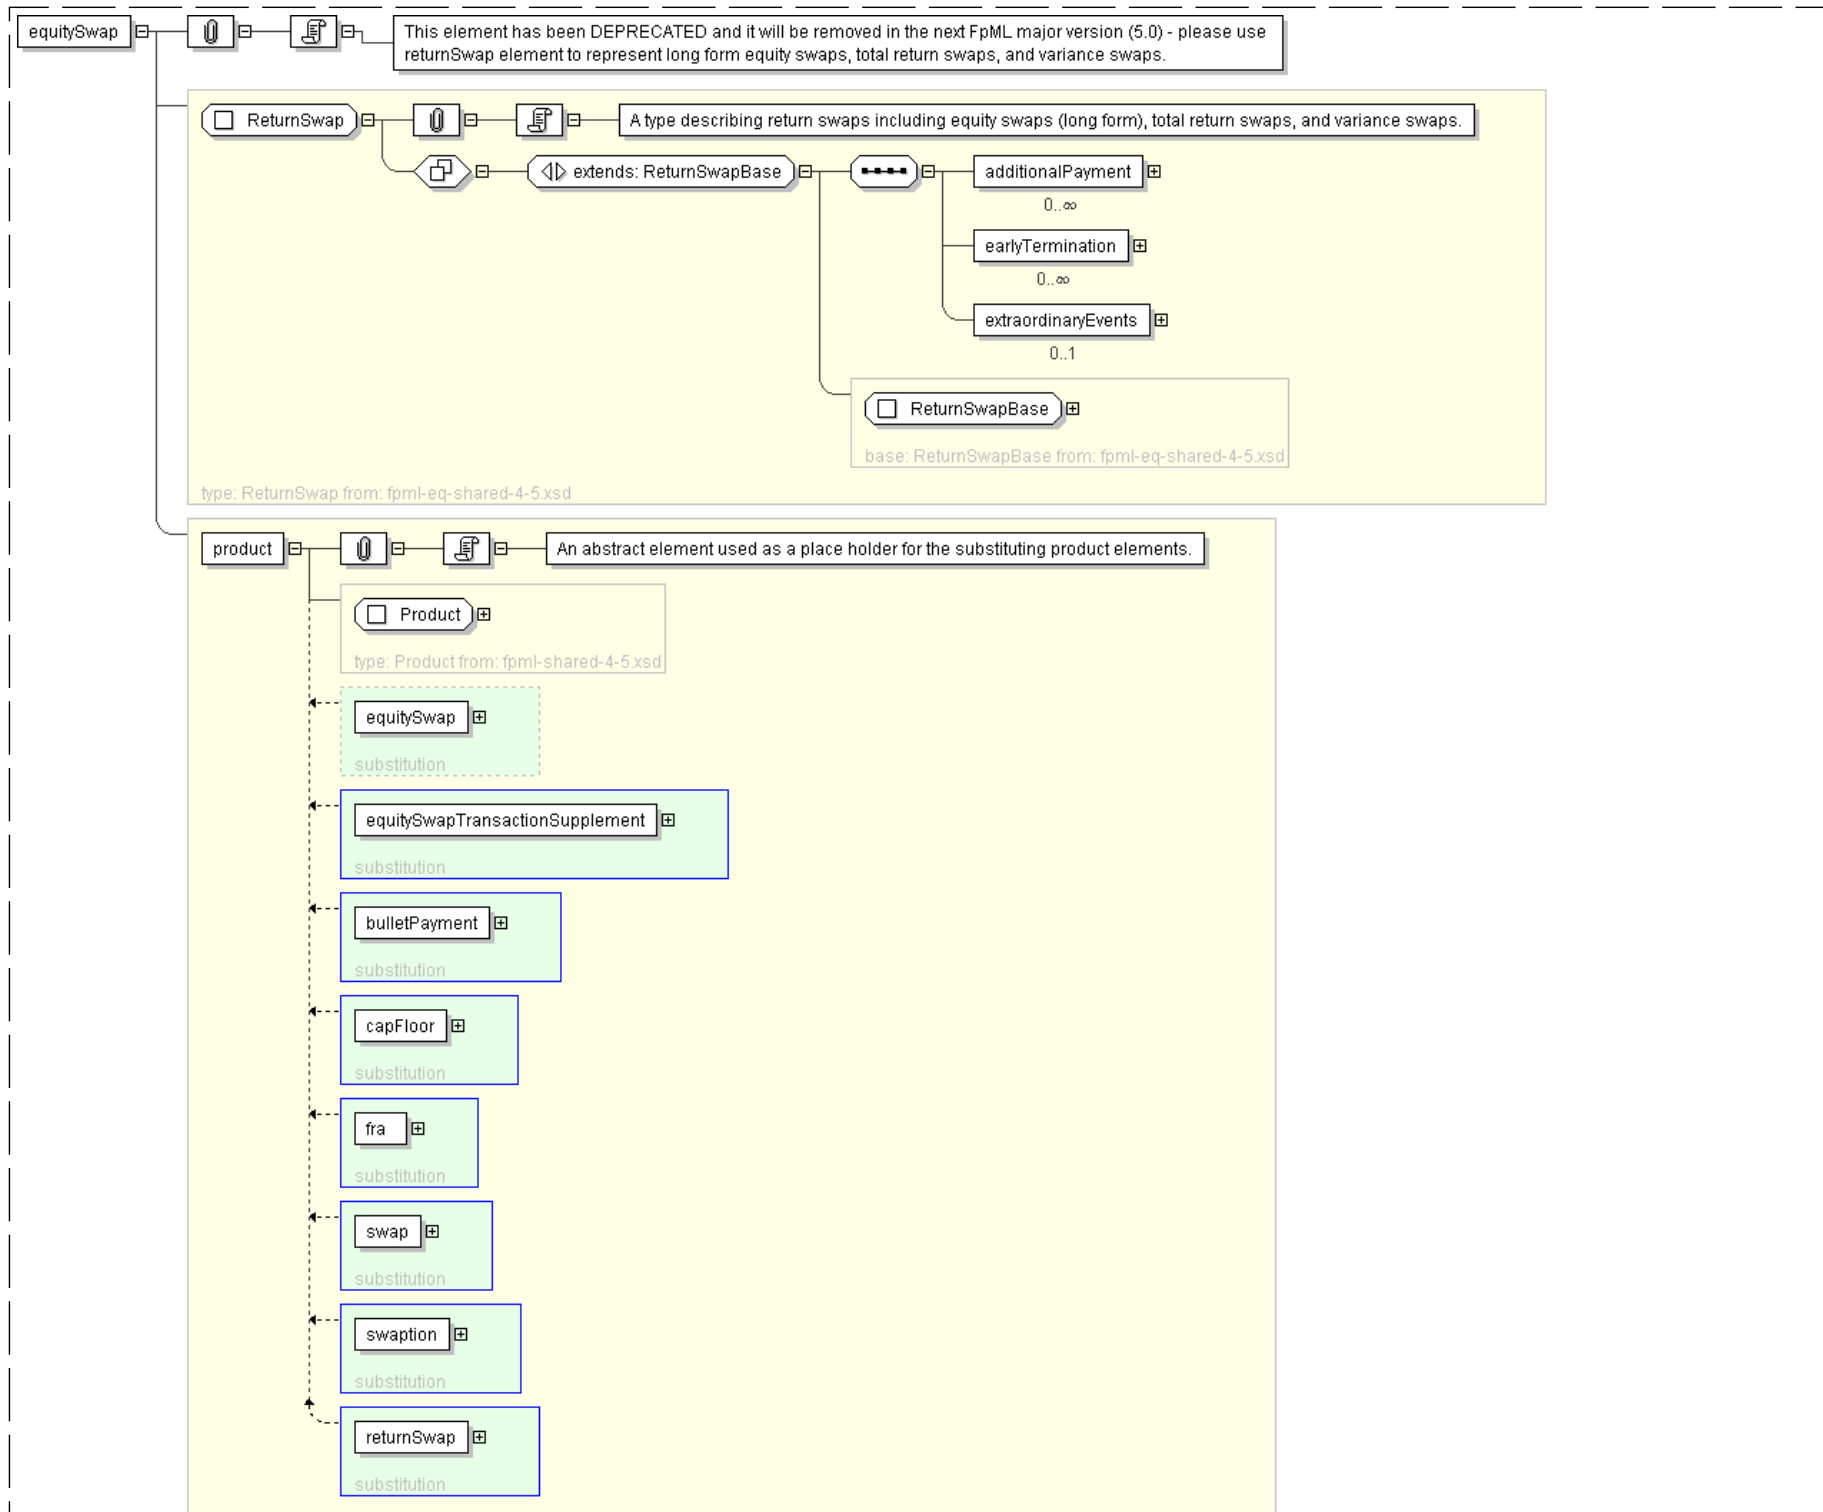 equitySwap
This element has been DEPRECATED and it will be removed in the next FpML major version (5.0) - please use
returnSwap element to represent long form equity swaps, total return swaps, and variance swaps.
ReturnSwap
A type describing return swaps including equity swaps (long form), total return swaps, and variance swaps.
extends: ReturnSwapBase
additionalPayment
0..∞
earlyTermination
0..∞
extraordinaryEvents
0..1
ReturnSwapBase
base: ReturnSwapBase from: fpml-eq-shared-4-5.xsd
type: ReturnSwap from: fpml-eq-shared-4-5.xsd
product
An abstract element used as a place holder for the substituting product elements.
Product
type: Product from: fpml-shared-4-5.xsd
equitySwap
substitution
equitySwapTransactionSupplement
substitution
bulletPayment
substitution
capFloor
substitution
fra
substitution
swap
substitution
swaption
substitution
returnSwap
substitution